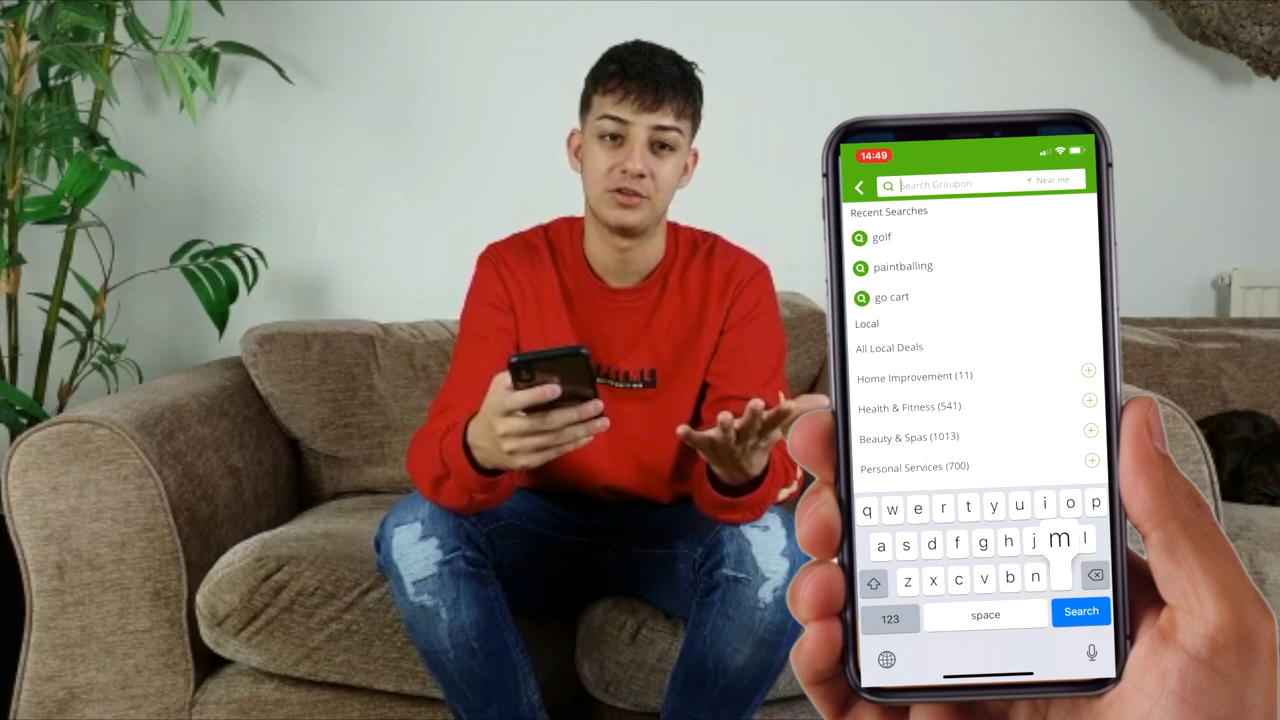 14:49
Search Groupon Near me
Recent Searches
golf
paintballing
go cart
Local
All Local Deals
Home Improvement (11)
Health & Fitness (541)
Beauty & Spas (1013)
Personal Services (700)
q w e r t y u i o p
a s d f g h j m l
z x c v b n
123 space Search